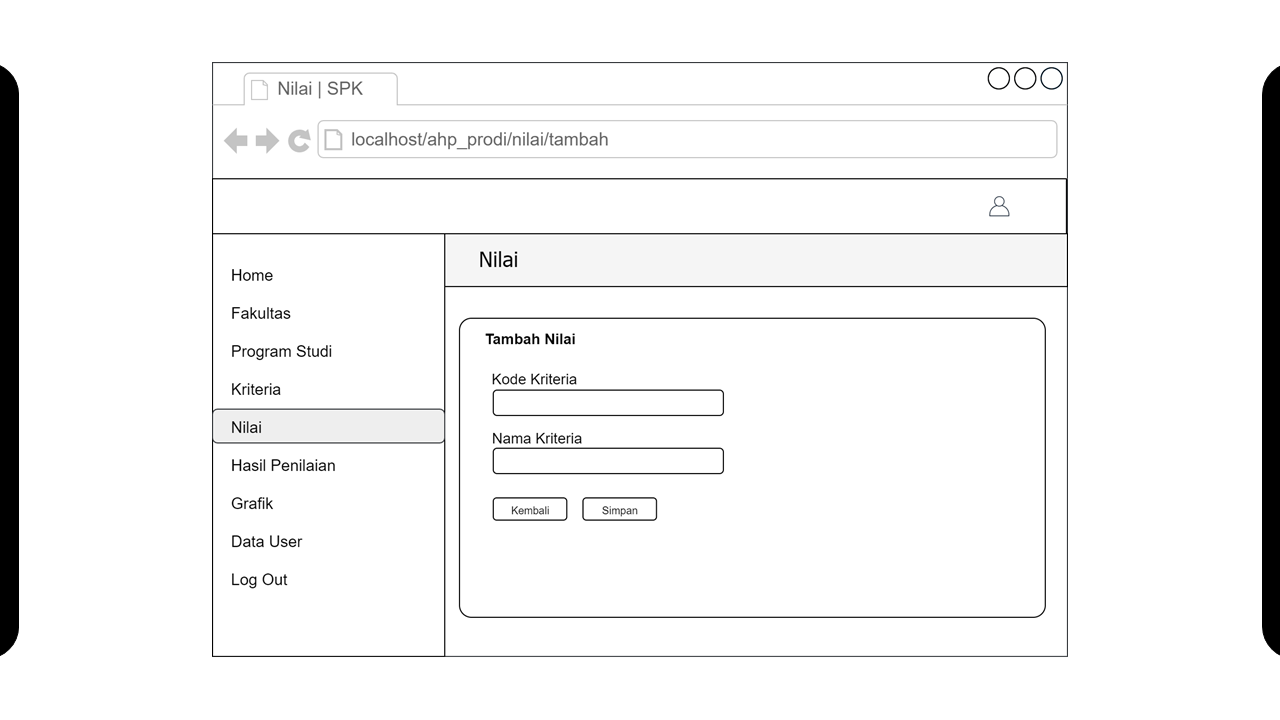 Nilai | SPK
localhost/ahp_prodi/nilai/tambah
Nilai
Home
Fakultas
Program Studi
Kriteria
Nilai
Hasil Penilaian
Grafik
Data User
Log Out
Tambah Nilai
Kode Kriteria
Nama Kriteria
Kembali
Simpan